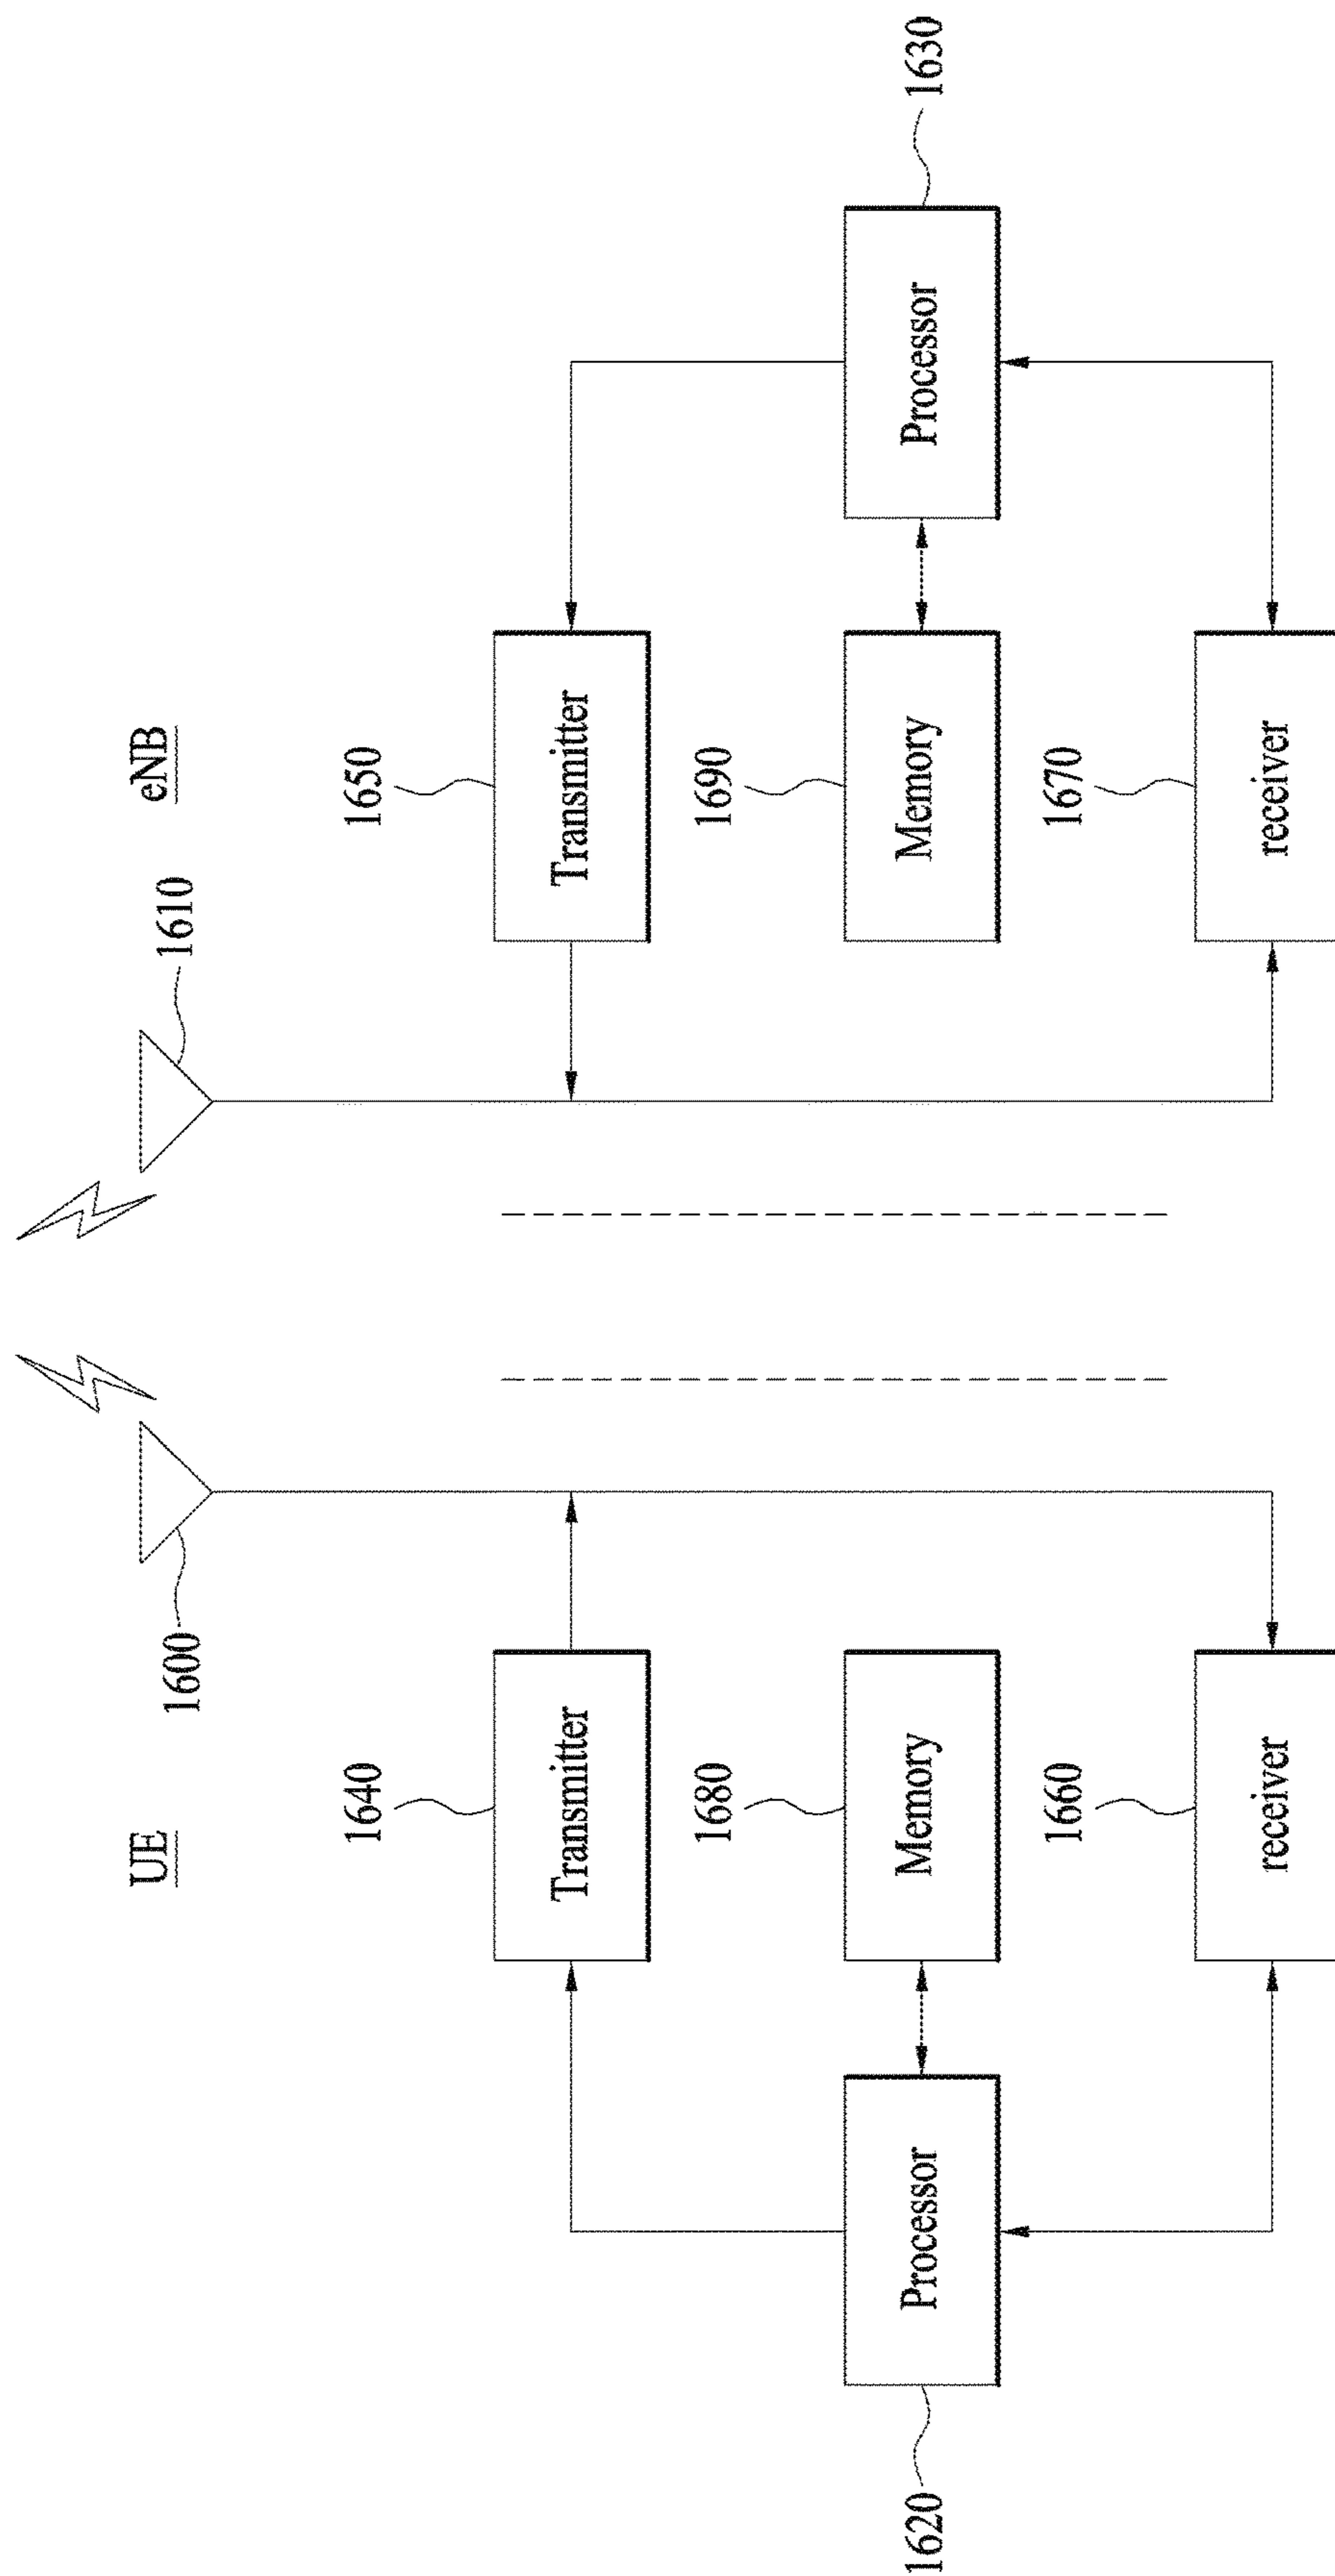 UE
eNB
1600
1610
1640
Transmitter
1650
Transmitter
1680
Memory
1690
Memory
1620
Processor
Processor
1630
1660
receiver
1670
receiver